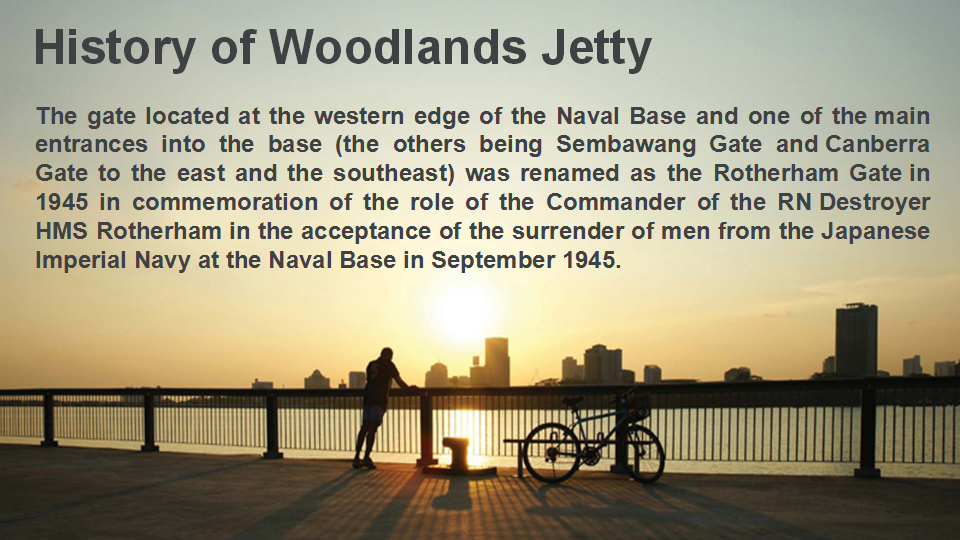 History of Woodlands Jetty
The gate located at the western edge of the Naval Base and one of the main
entrances into the base (the others being Sembawang Gate and Canberra
Gate to the east and the southeast) was renamed as the Rotherham Gate in
1945 in commemoration of the role of the Commander of the RN Destroyer
HMS Rotherham in the acceptance of the surrender of men from the Japanese
Imperial Navy at the Naval Base in September 1945.